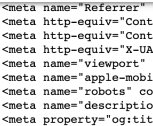 <meta name="Referrer"
<meta http-equiv="Cont
<meta http-equiv="Cont
<meta http-equiv="X-UA
<meta name="viewport"
<meta name="apple-mobi
<meta name="robots" co
<meta name="descriptio
<meta property="og:tit